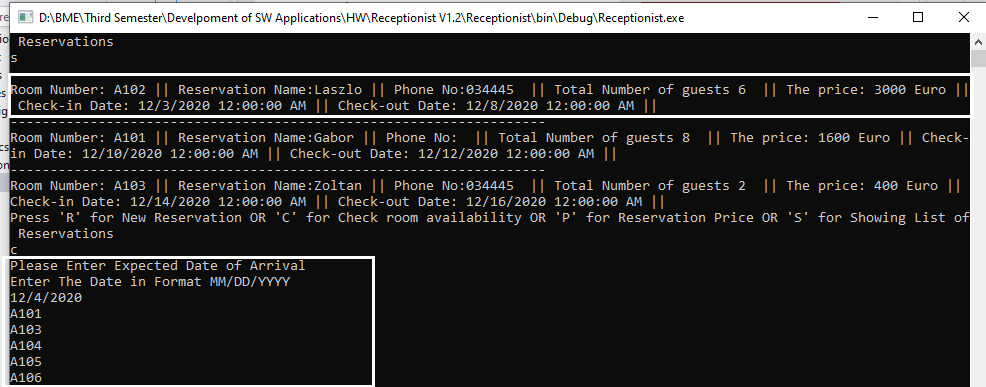 D:\BME\Third Semester\Develpoment of SW Applications\HW\Receptionist V1.2\Receptionist\bin\Debug\Receptionist.exe
Reservations
s
Room Number: A102 || Reservation Name:Laszlo || Phone No:034445  || Total Number of guests 6  || The price: 3000 Euro ||
Check-in Date: 12/3/2020 12:00:00 AM || Check-out Date: 12/8/2020 12:00:00 AM ||
-------------------------------------------------------------------
Room Number: A101 || Reservation Name:Gabor || Phone No:  || Total Number of guests 8  || The price: 1600 Euro || Check-
in Date: 12/10/2020 12:00:00 AM || Check-out Date: 12/12/2020 12:00:00 AM ||
-------------------------------------------------------------------
Room Number: A103 || Reservation Name:Zoltan || Phone No:034445  || Total Number of guests 2  || The price: 400 Euro ||
Check-in Date: 12/14/2020 12:00:00 AM || Check-out Date: 12/16/2020 12:00:00 AM ||
Press 'R' for New Reservation OR 'C' for Check room availability OR 'P' for Reservation Price OR 'S' for Showing List of
Reservations
c
Please Enter Expected Date of Arrival
Enter The Date in Format MM/DD/YYYY
12/4/2020
A101
A103
A104
A105
A106